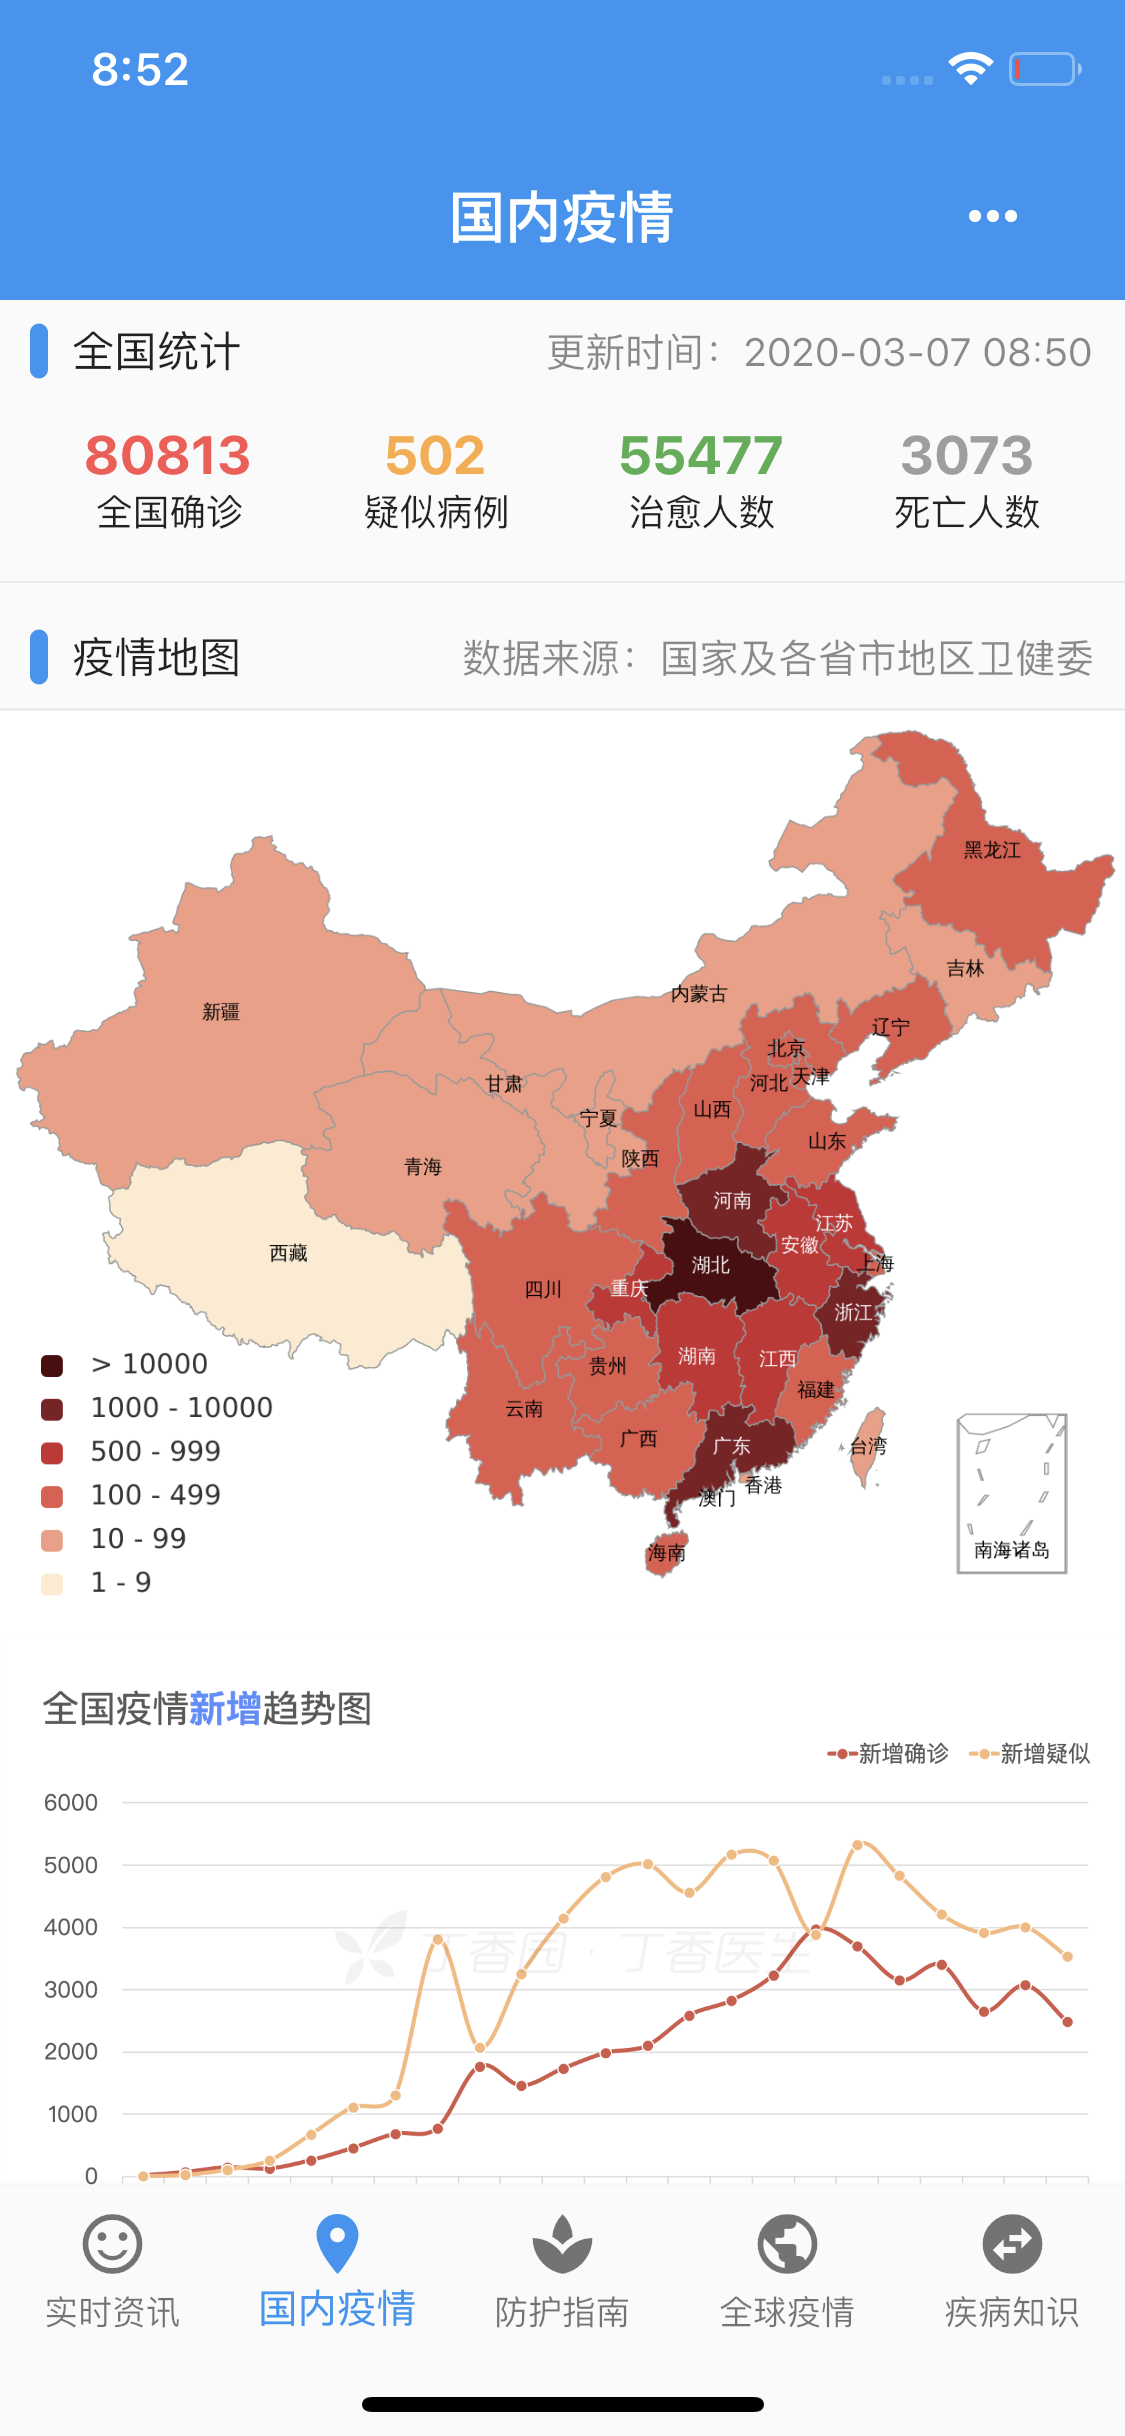 8:52
国内疫情
全国统计 更新时间：2020-03-07 08:50
80813 502 55477 3073
全国确诊 疑似病例 治愈人数 死亡人数
疫情地图 数据来源：国家及各省市地区卫健委
黑龙江
吉林
内蒙古
新疆
辽宁
北京
河北 天津
甘肃
山西
宁夏
山东
陕西
青海
河南
江苏
安徽
西藏
上海
湖北
四川
重庆
浙江
湖南
江西
贵州
福建
云南
广西
广东
台湾
香港
澳门
海南
南海诸岛
> 10000
1000 - 10000
500 - 999
100 - 499
10 - 99
1 - 9
全国疫情新增趋势图
新增确诊 新增疑似
6000
5000
4000
丁香园 · 丁香医生
3000
2000
1000
0
实时资讯 国内疫情 防护指南 全球疫情 疾病知识